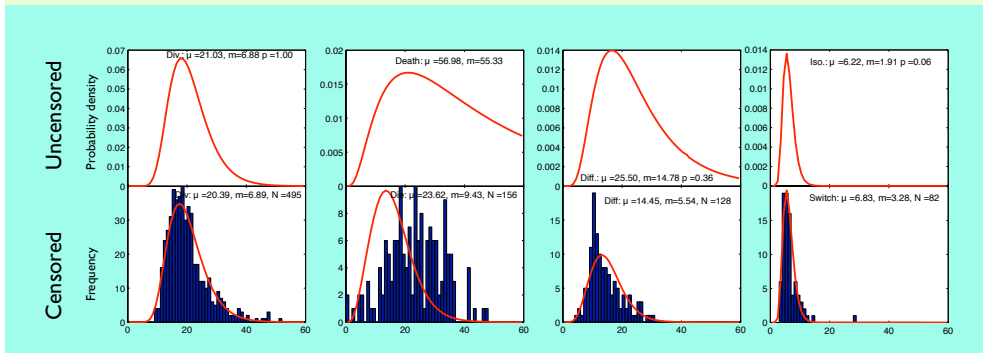 Uncensored
Probability density
0.07
0.06
0.05
0.04
0.03
0.02
0.01
0
Div.: μ =21.03, m=6.88 p =1.00
0.02
0.015
0.01
0.005
0
Death: μ =56.98, m=55.33
0.014
0.012
0.01
0.008
0.006
0.004
0.002
0
Diff.: μ =25.50, m=14.78 p =0.36
0.014
0.012
0.01
0.008
0.006
0.004
0.002
0
Iso.: μ =6.22, m=1.91 p =0.06
Censored
Frequency
30
20
10
0
μ =20.39, m=6.89, N =495
0 20 40 60
8
6
4
2
0
μ =23.62, m=9.43, N =156
0 20 40 60
15
10
5
0
Diff: μ =14.45, m=5.54, N =128
0 20 40 60
15
10
5
0
Switch: μ =6.83, m=3.28, N =82
0 20 40 60